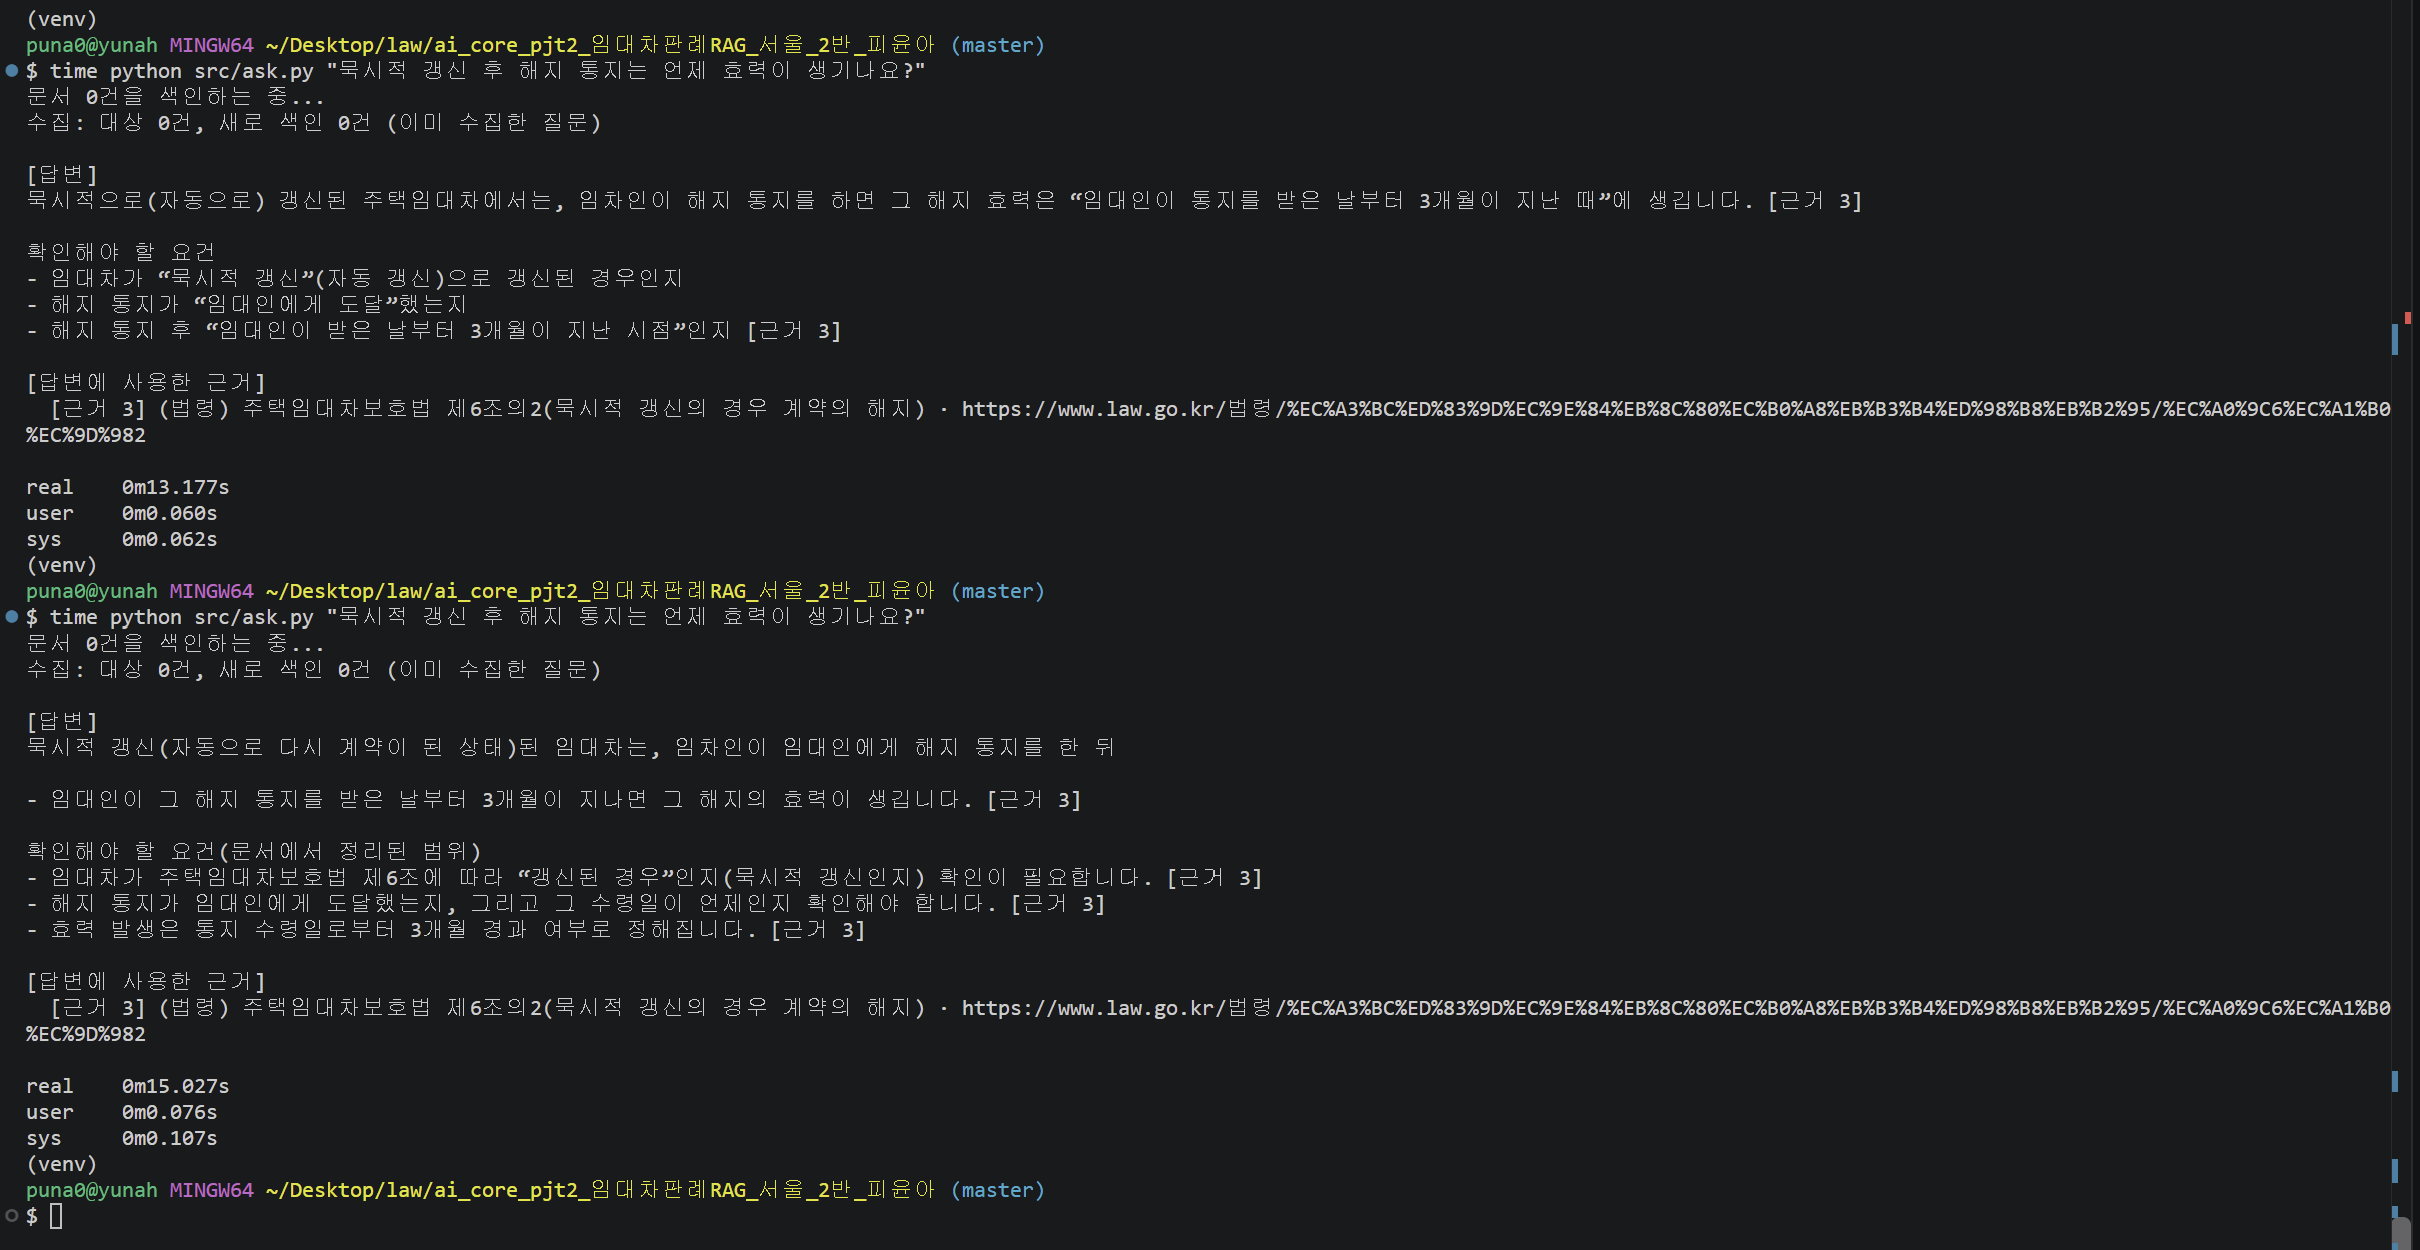 (venv)
puna0@yunah MINGW64 ~/Desktop/law/ai_core_pjt2_임대차판례RAG_서울_2반_피윤아 (master)
$ time python src/ask.py "묵시적 갱신 후 해지 통지는 언제 효력이 생기나요?"
문서 0건을 색인하는 중...
수집: 대상 0건, 새로 색인 0건 (이미 수집한 질문)
[답변]
묵시적으로(자동으로) 갱신된 주택임대차에서는, 임차인이 해지 통지를 하면 그 해지 효력은 “임대인이 통지를 받은 날부터 3개월이 지난 때”에 생깁니다. [근거 3]
확인해야 할 요건
- 임대차가 “묵시적 갱신”(자동 갱신)으로 갱신된 경우인지
- 해지 통지가 “임대인에게 도달”했는지
- 해지 통지 후 “임대인이 받은 날부터 3개월이 지난 시점”인지 [근거 3]
[답변에 사용한 근거]
[근거 3] (법령) 주택임대차보호법 제6조의2(묵시적 갱신의 경우 계약의 해지) · https://www.law.go.kr/법령/%EC%A3%BC%ED%83%9D%EC%9E%84%EB%8C%80%EC%B0%A8%EB%B3%B4%ED%98%B8%EB%B2%95/%EC%A0%9C6%EC%A1%B0
%EC%9D%982
real 0m13.177s
user 0m0.060s
sys 0m0.062s
(venv)
puna0@yunah MINGW64 ~/Desktop/law/ai_core_pjt2_임대차판례RAG_서울_2반_피윤아 (master)
$ time python src/ask.py "묵시적 갱신 후 해지 통지는 언제 효력이 생기나요?"
문서 0건을 색인하는 중...
수집: 대상 0건, 새로 색인 0건 (이미 수집한 질문)
[답변]
묵시적 갱신(자동으로 다시 계약이 된 상태)된 임대차는, 임차인이 임대인에게 해지 통지를 한 뒤
- 임대인이 그 해지 통지를 받은 날부터 3개월이 지나면 그 해지의 효력이 생깁니다. [근거 3]
확인해야 할 요건(문서에서 정리된 범위)
- 임대차가 주택임대차보호법 제6조에 따라 “갱신된 경우”인지(묵시적 갱신인지) 확인이 필요합니다. [근거 3]
- 해지 통지가 임대인에게 도달했는지, 그리고 그 수령일이 언제인지 확인해야 합니다. [근거 3]
- 효력 발생은 통지 수령일로부터 3개월 경과 여부로 정해집니다. [근거 3]
[답변에 사용한 근거]
[근거 3] (법령) 주택임대차보호법 제6조의2(묵시적 갱신의 경우 계약의 해지) · https://www.law.go.kr/법령/%EC%A3%BC%ED%83%9D%EC%9E%84%EB%8C%80%EC%B0%A8%EB%B3%B4%ED%98%B8%EB%B2%95/%EC%A0%9C6%EC%A1%B0
%EC%9D%982
real 0m15.027s
user 0m0.076s
sys 0m0.107s
(venv)
puna0@yunah MINGW64 ~/Desktop/law/ai_core_pjt2_임대차판례RAG_서울_2반_피윤아 (master)
$